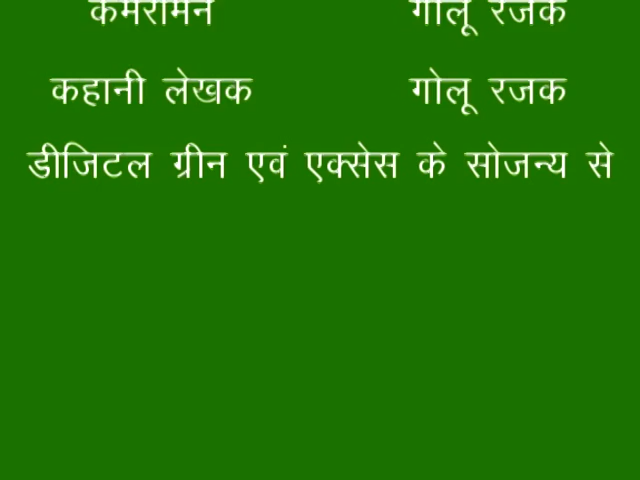 कैमरामैन गोलू रजक
कहानी लेखक गोलू रजक
डीजिटल ग्रीन एवं एक्सेस के सोजन्य से